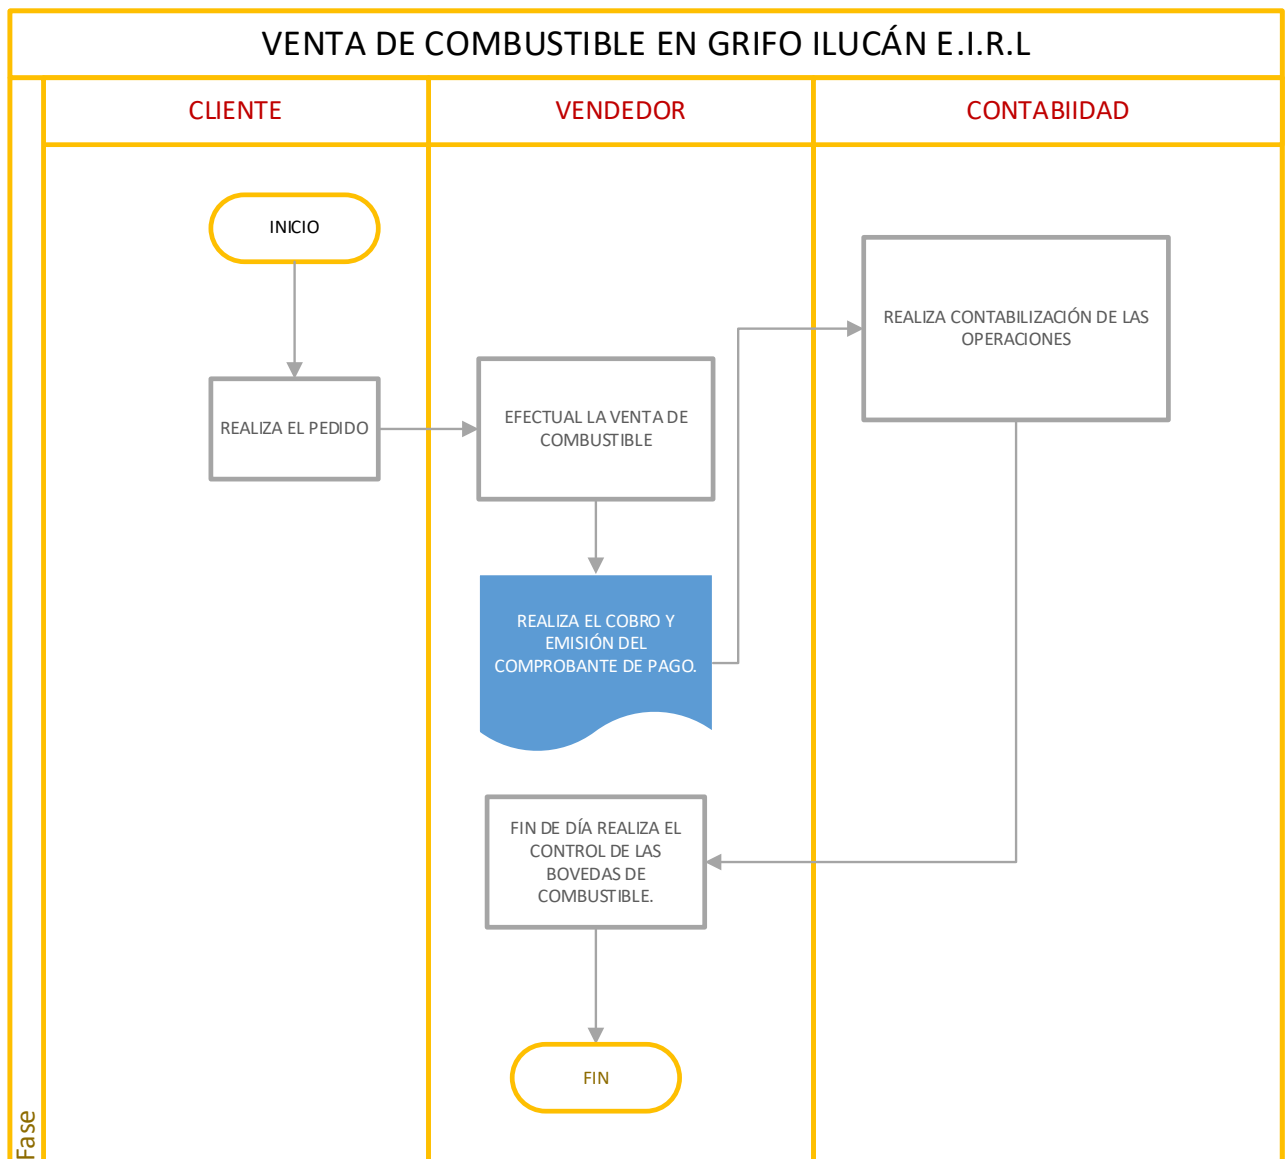 VENTA DE COMBUSTIBLE EN GRIFO ILUCÁN E.I.R.L
CLIENTE
VENDEDOR
CONTABIIDAD
INICIO
REALIZA EL PEDIDO
EFECTUAL LA VENTA DE
COMBUSTIBLE
REALIZA EL COBRO Y
EMISIÓN DEL
COMPROBANTE DE PAGO.
REALIZA CONTABILIZACIÓN DE LAS
OPERACIONES
FIN DE DÍA REALIZA EL
CONTROL DE LAS
BOVEDAS DE
COMBUSTIBLE.
FIN
Fase